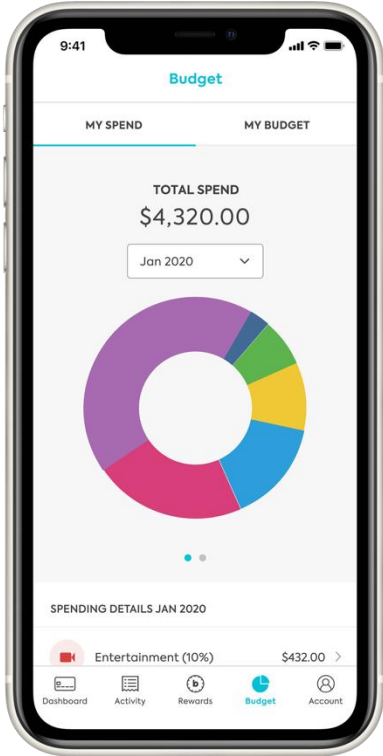 9:41
Budget
MY SPEND MY BUDGET
TOTAL SPEND
$4,320.00
Jan 2020
SPENDING DETAILS JAN 2020
Entertainment (10%) $432.00
Dashboard Activity Rewards Budget Account